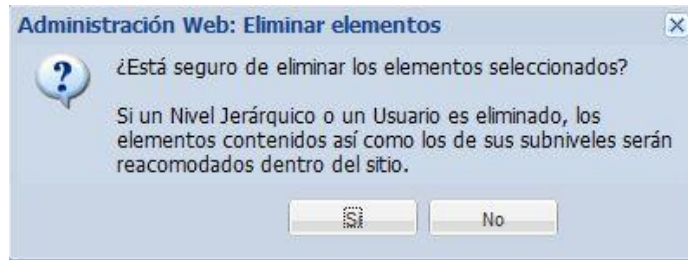 Administración Web: Eliminar elementos
¿Está seguro de eliminar los elementos seleccionados?
Si un Nivel Jerárquico o un Usuario es eliminado, los
elementos contenidos así como los de sus subniveles serán
reacomodados dentro del sitio.
Si
No